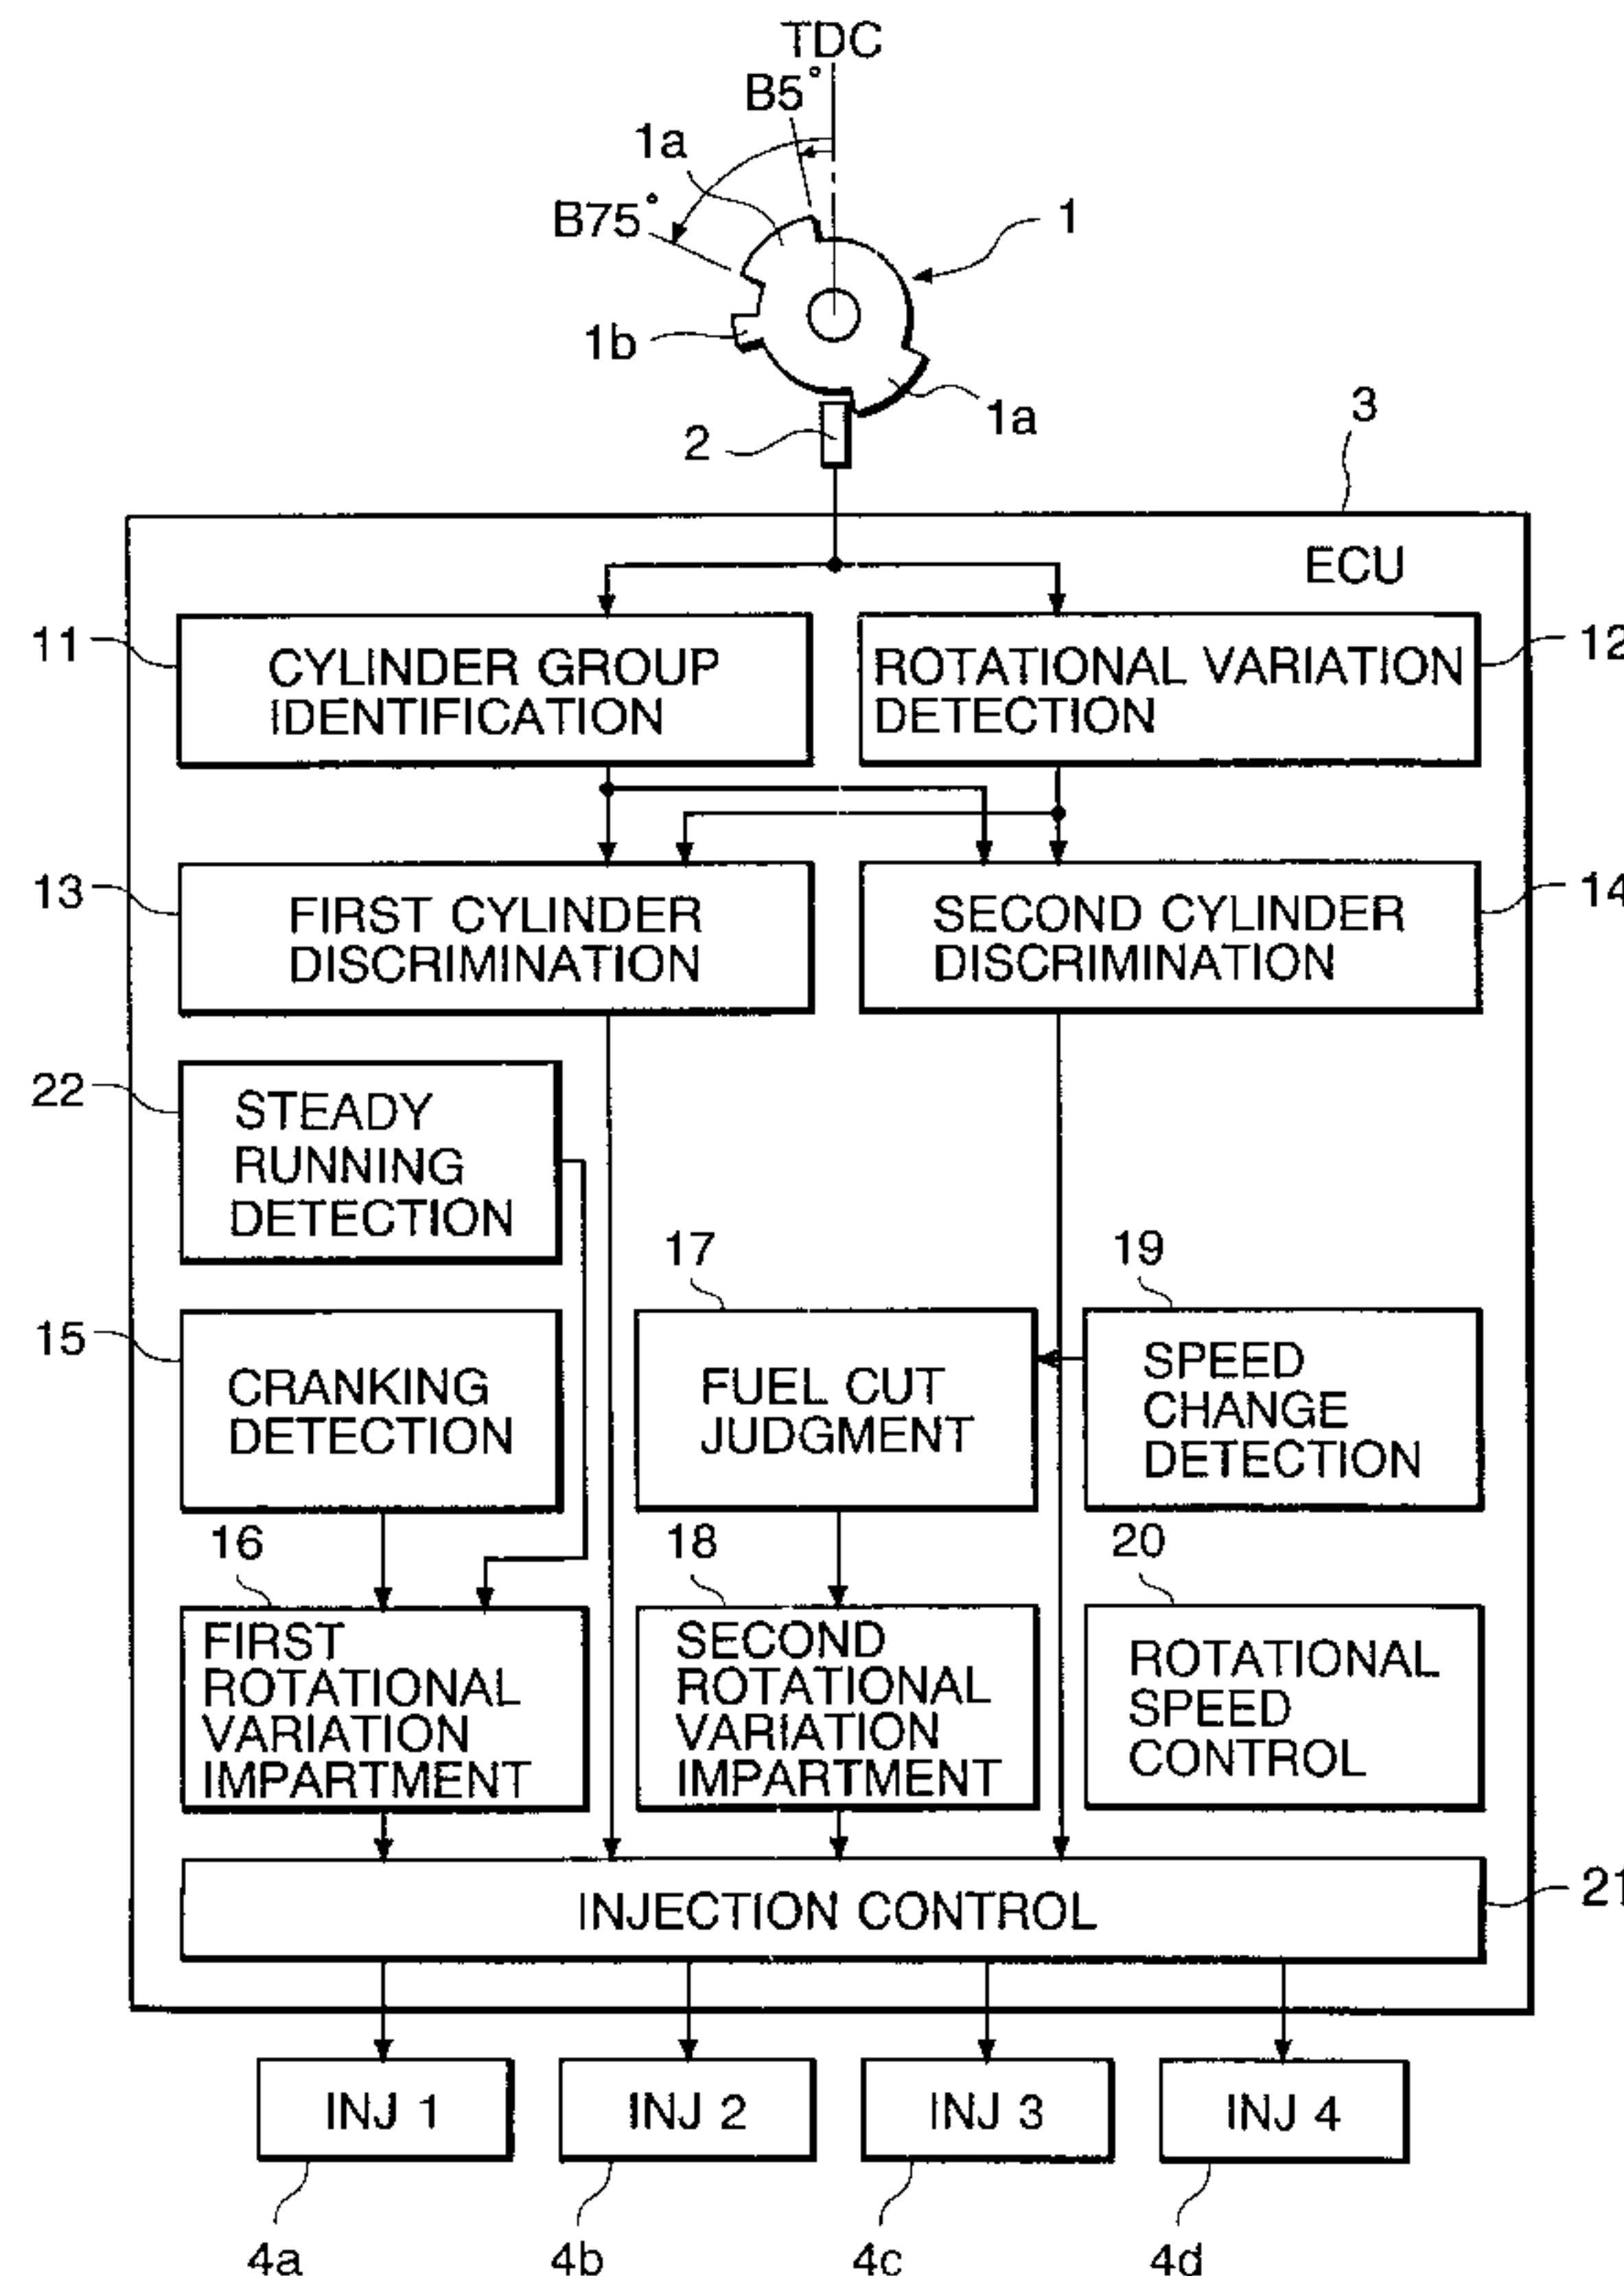 TDC
B5°
1a
B75°
1
1b
1a
2
3
ECU
11
CYLINDER GROUP
IDENTIFICATION
ROTATIONAL VARIATION
DETECTION
12
13
FIRST CYLINDER
DISCRIMINATION
SECOND CYLINDER
DISCRIMINATION
14
22
STEADY
RUNNING
DETECTION
17
19
15
CRANKING
DETECTION
FUEL CUT
JUDGMENT
SPEED
CHANGE
DETECTION
16
18
20
FIRST
ROTATIONAL
VARIATION
IMPARTMENT
SECOND
ROTATIONAL
VARIATION
IMPARTMENT
ROTATIONAL
SPEED
CONTROL
INJECTION CONTROL
21
INJ 1
INJ 2
INJ 3
INJ 4
4a
4b
4c
4d